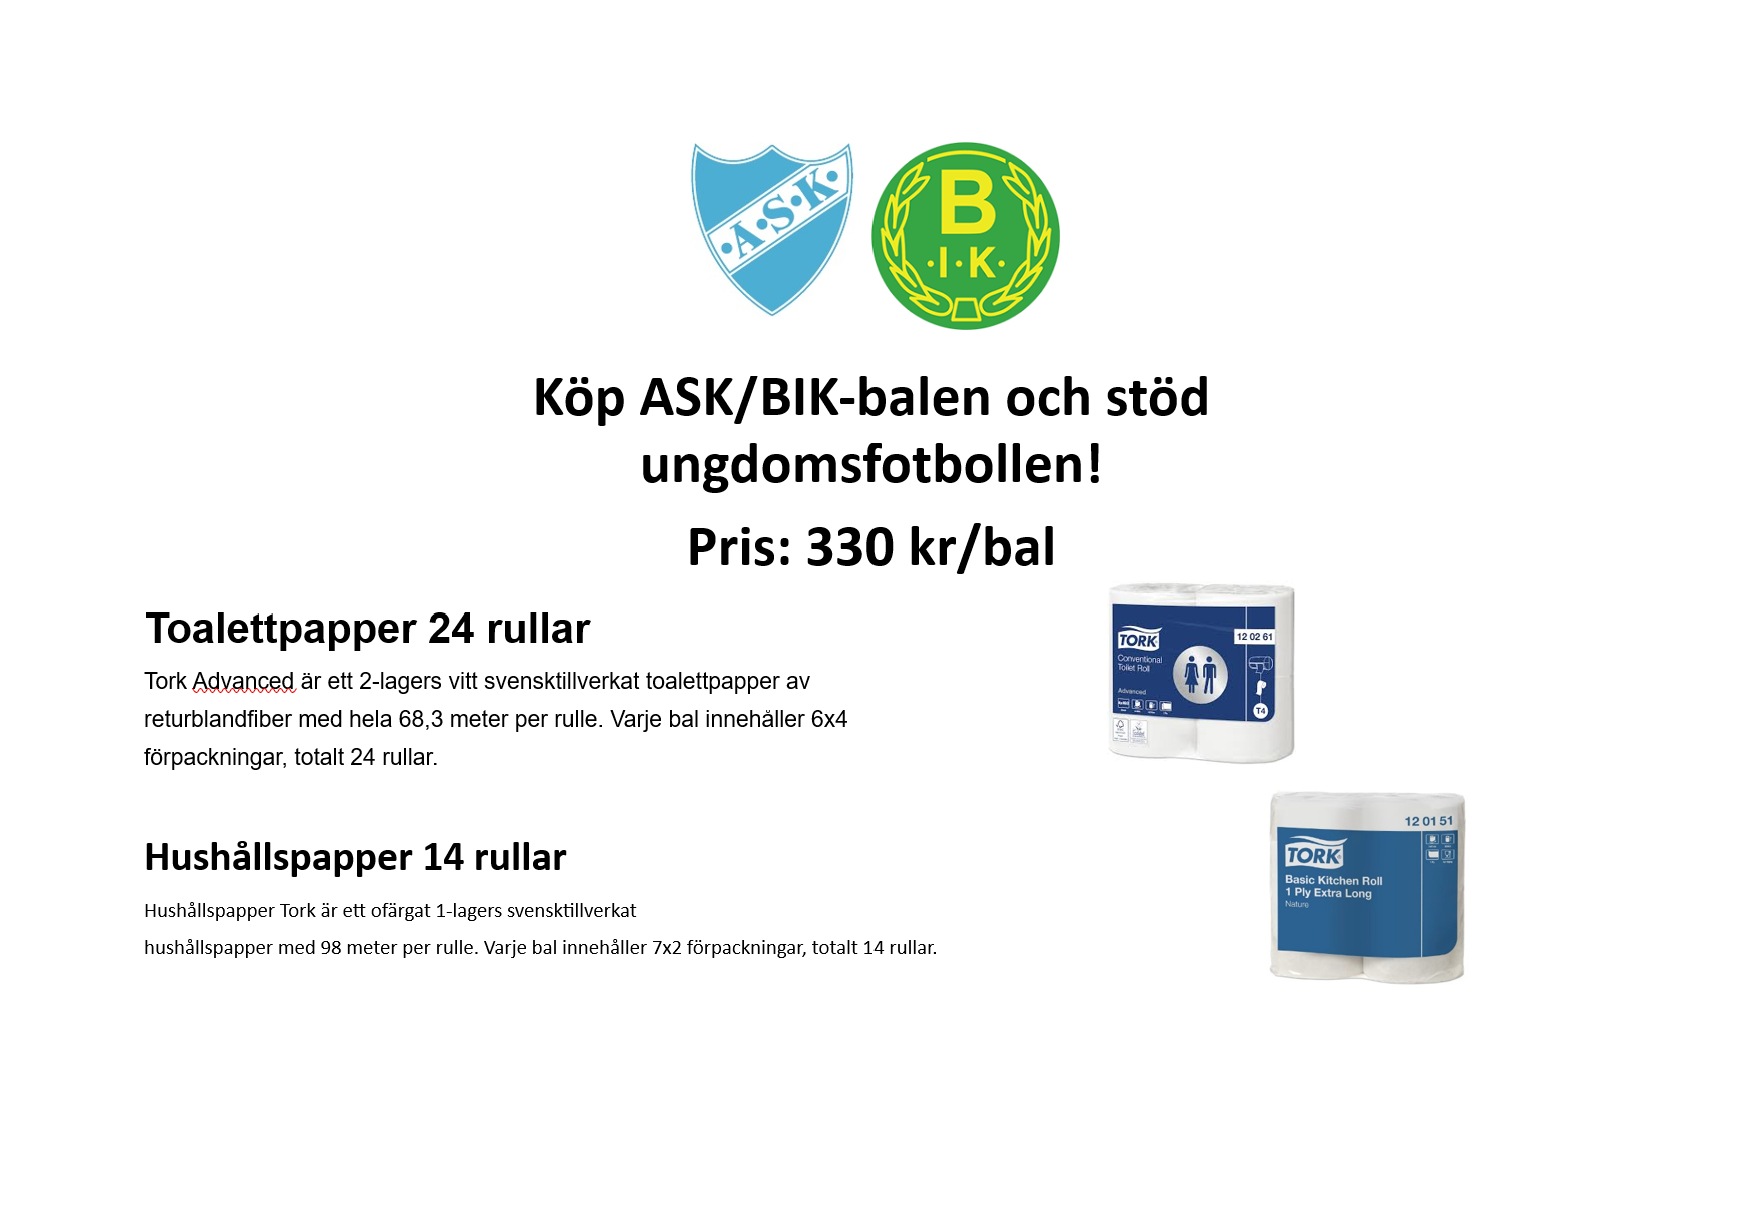 ·A·S·K·
B
·I·K·
Köp ASK/BIK-balen och stöd
ungdomsfotbollen!
Pris: 330 kr/bal
Toalettpapper 24 rullar
Tork Advanced är ett 2-lagers vitt svensktillverkat toalettpapper av
returblandfiber med hela 68,3 meter per rulle. Varje bal innehåller 6x4
förpackningar, totalt 24 rullar.
TORK
12 02 61
Conventional
Toilet Roll
Advanced
T4
Hushållspapper 14 rullar
Hushållspapper Tork är ett ofärgat 1-lagers svensktillverkat
hushållspapper med 98 meter per rulle. Varje bal innehåller 7x2 förpackningar, totalt 14 rullar.
12 01 51
TORK
Basic Kitchen Roll
1 Ply Extra Long
Nature